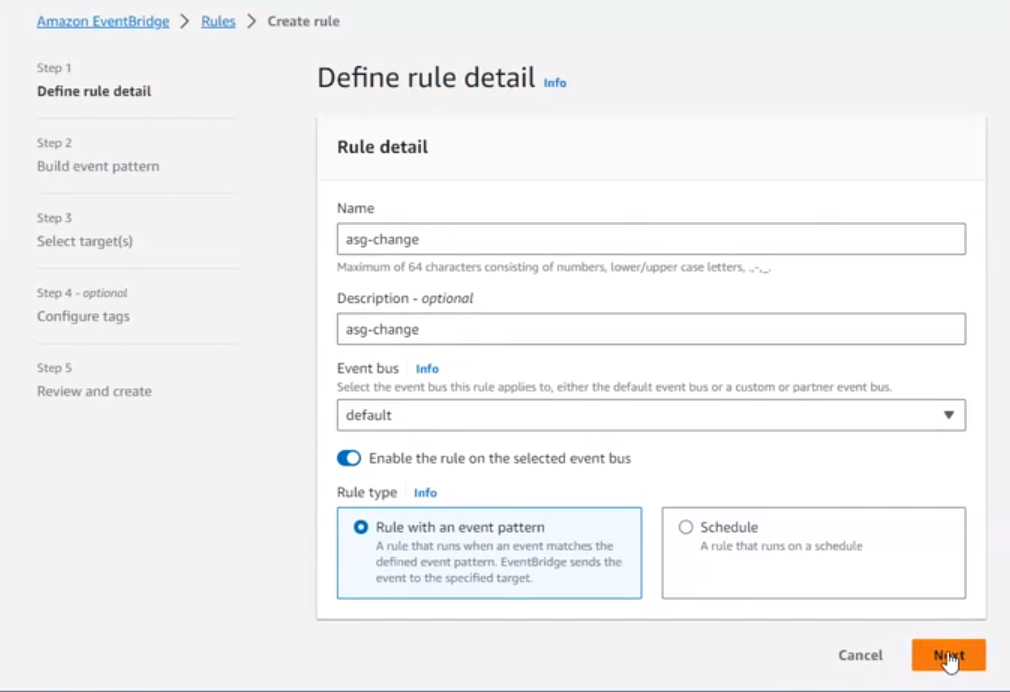 Amazon EventBridge > Rules > Create rule
Step 1
Define rule detail
Step 2
Build event pattern
Step 3
Select target(s)
Step 4 - optional
Configure tags
Step 5
Review and create
Define rule detail Info
Rule detail
Name
asg-change
Maximum of 64 characters consisting of numbers, lower/upper case letters, .,-,_.
Description - optional
asg-change
Event bus Info
Select the event bus this rule applies to, either the default event bus or a custom or partner event bus.
default
Enable the rule on the selected event bus
Rule type Info
Rule with an event pattern
A rule that runs when an event matches the
defined event pattern. EventBridge sends the
event to the specified target.
Schedule
A rule that runs on a schedule
Cancel
Next